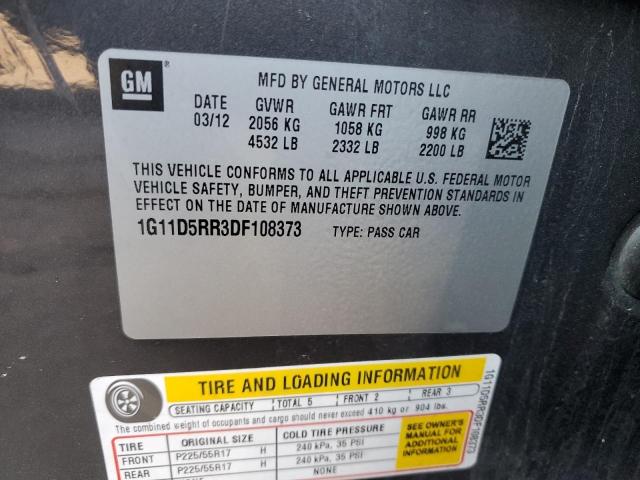 GM
MFD BY GENERAL MOTORS LLC
DATE GVWR GAWR FRT GAWR RR
03/12 2056 KG 1058 KG 998 KG
4532 LB 2332 LB 2200 LB
THIS VEHICLE CONFORMS TO ALL APPLICABLE U.S. FEDERAL MOTOR
VEHICLE SAFETY, BUMPER, AND THEFT PREVENTION STANDARDS IN
EFFECT ON THE DATE OF MANUFACTURE SHOWN ABOVE.
1G11D5RR3DF108373 TYPE: PASS CAR
TIRE AND LOADING INFORMATION
SEATING CAPACITY TOTAL 5 FRONT 2 REAR 3
The combined weight of occupants and cargo should never exceed 410 kg or 904 lbs.
TIRE ORIGINAL SIZE COLD TIRE PRESSURE
FRONT P225/55R17 H 240 kPa, 35 PSI
REAR P225/55R17 H 240 kPa, 35 PSI
NONE
SEE OWNER'S
MANUAL FOR
ADDITIONAL
INFORMATION
1G11D5RR3DF108373